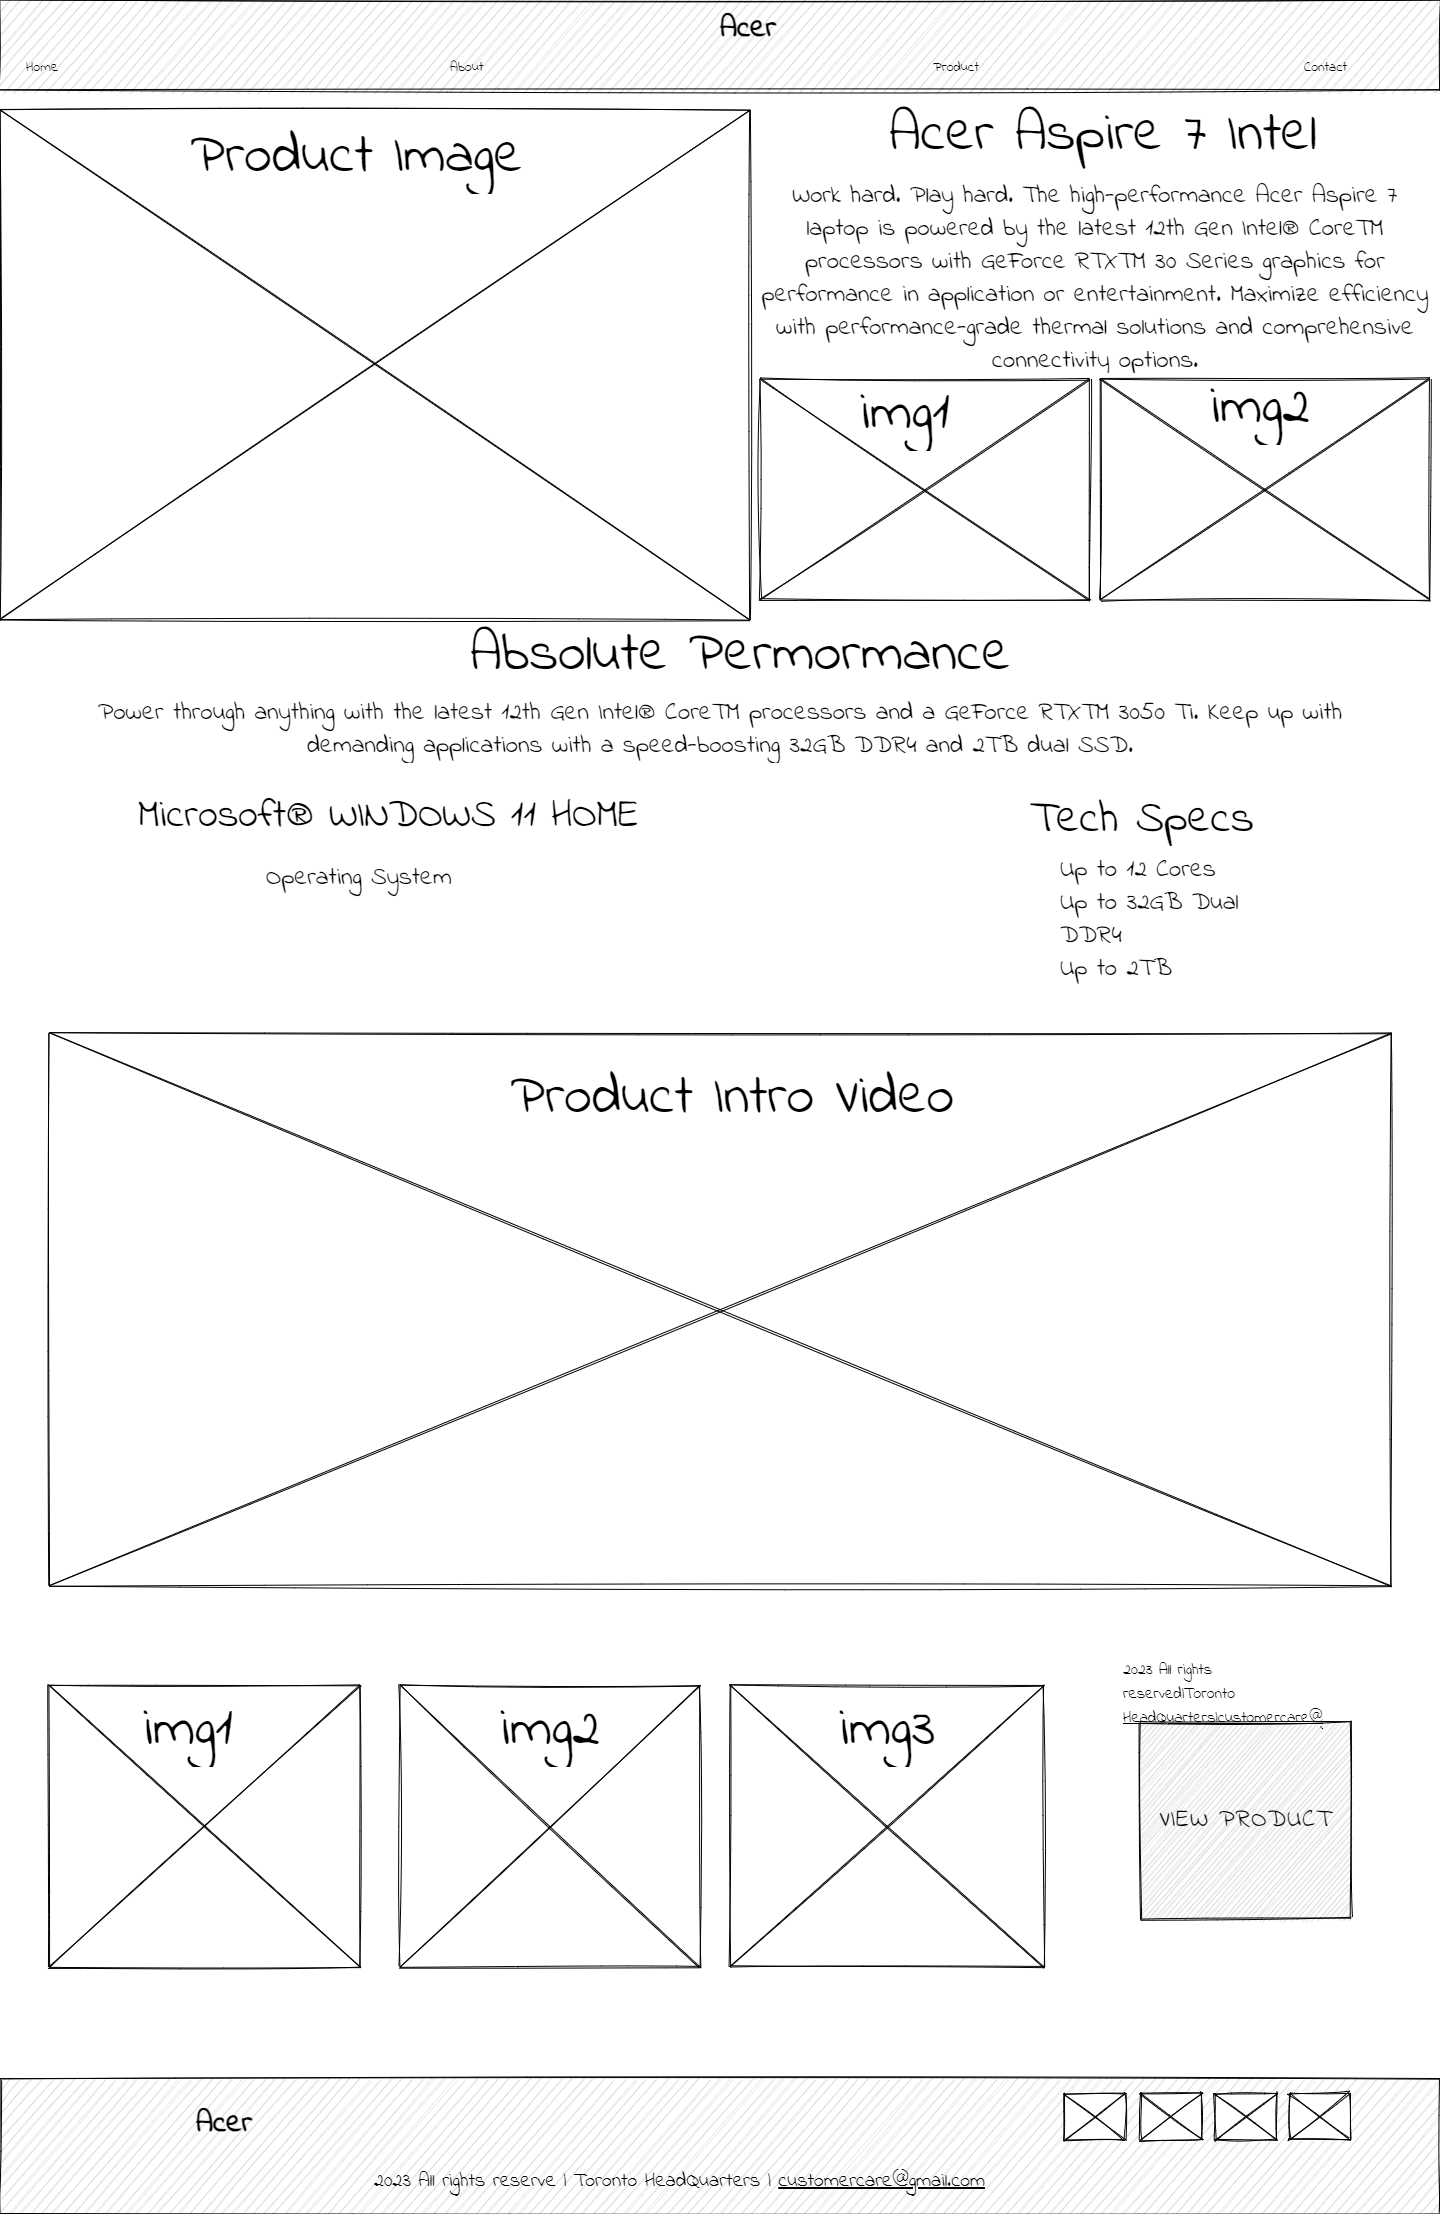 Acer
Home About Product Contact
Product Image
Acer Aspire 7 Intel
Work hard. Play hard. The high-performance Acer Aspire 7
laptop is powered by the latest 12th Gen Intel® CoreTM
processors with GeForce RTXTM 30 Series graphics for
performance in application or entertainment. Maximize efficiency
with performance-grade thermal solutions and comprehensive
connectivity options.
img1
img2
Absolute Permormance
Power through anything with the latest 12th Gen Intel® CoreTM processors and a GeForce RTXTM 3050 Ti. Keep up with
demanding applications with a speed-boosting 32GB DDR4 and 2TB dual SSD.
Microsoft® WINDOWS 11 HOME
Operating System
Tech Specs
Up to 12 Cores
Up to 32GB Dual
DDR4
Up to 2TB
Product Intro Video
img1
img2
img3
2023 All rights
reserved|Toronto
HeadQuarters|customercare@
VIEW PRODUCT
Acer
2023 All rights reserve | Toronto HeadQuarters | customercare@gmail.com